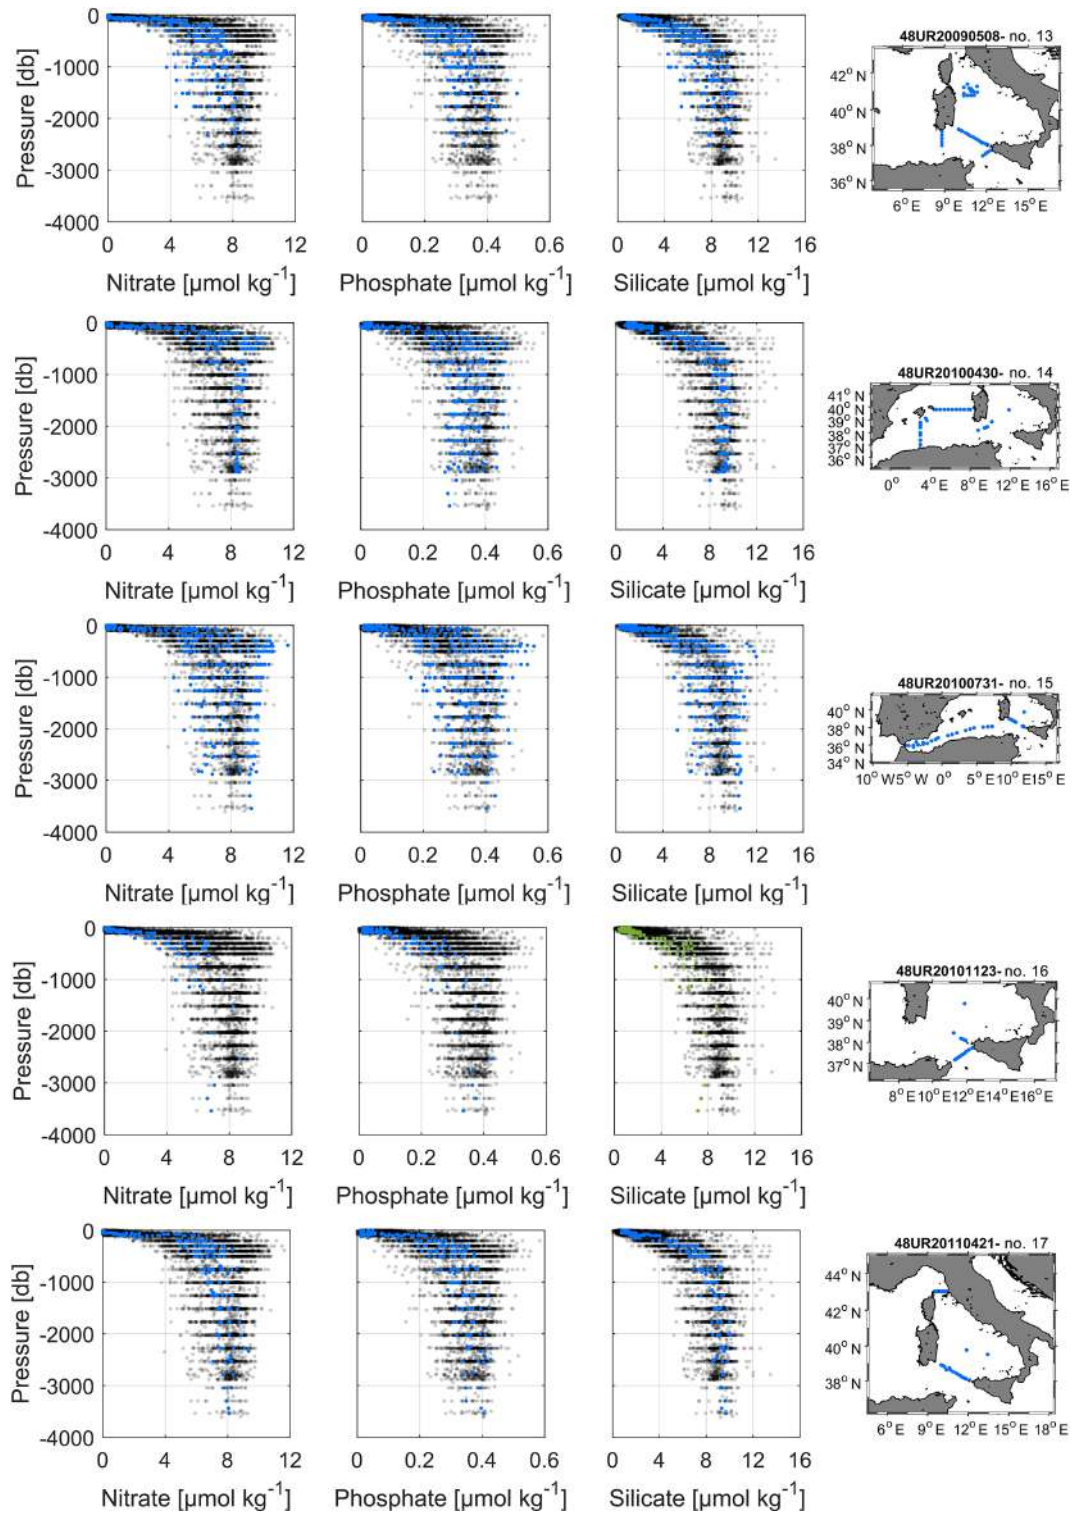 48UR20090508- no. 13
Pressure [db]
0
-1000
-2000
-3000
-4000
0 4 8 12
0 0.2 0.4 0.6
0 4 8 12 16
Nitrate [µmol kg⁻¹]
Phosphate [µmol kg⁻¹]
Silicate [µmol kg⁻¹]
42° N
40° N
38° N
36° N
6° E 9° E 12° E 15° E
48UR20100430- no. 14
Pressure [db]
0
-1000
-2000
-3000
-4000
0 4 8 12
0 0.2 0.4 0.6
0 4 8 12 16
Nitrate [µmol kg⁻¹]
Phosphate [µmol kg⁻¹]
Silicate [µmol kg⁻¹]
41° N
40° N
39° N
38° N
37° N
36° N
0° 4° E 8° E 12° E 16° E
48UR20100731- no. 15
Pressure [db]
0
-1000
-2000
-3000
-4000
0 4 8 12
0 0.2 0.4 0.6
0 4 8 12 16
Nitrate [µmol kg⁻¹]
Phosphate [µmol kg⁻¹]
Silicate [µmol kg⁻¹]
40° N
38° N
36° N
34° N
10° W 5° W 0° 5° E 10° E 15° E
48UR20101123- no. 16
Pressure [db]
0
-1000
-2000
-3000
-4000
0 4 8 12
0 0.2 0.4 0.6
0 4 8 12 16
Nitrate [µmol kg⁻¹]
Phosphate [µmol kg⁻¹]
Silicate [µmol kg⁻¹]
40° N
39° N
38° N
37° N
8° E 10° E 12° E 14° E 16° E
48UR20110421- no. 17
Pressure [db]
0
-1000
-2000
-3000
-4000
0 4 8 12
0 0.2 0.4 0.6
0 4 8 12 16
Nitrate [µmol kg⁻¹]
Phosphate [µmol kg⁻¹]
Silicate [µmol kg⁻¹]
44° N
42° N
40° N
38° N
6° E 9° E 12° E 15° E 18° E